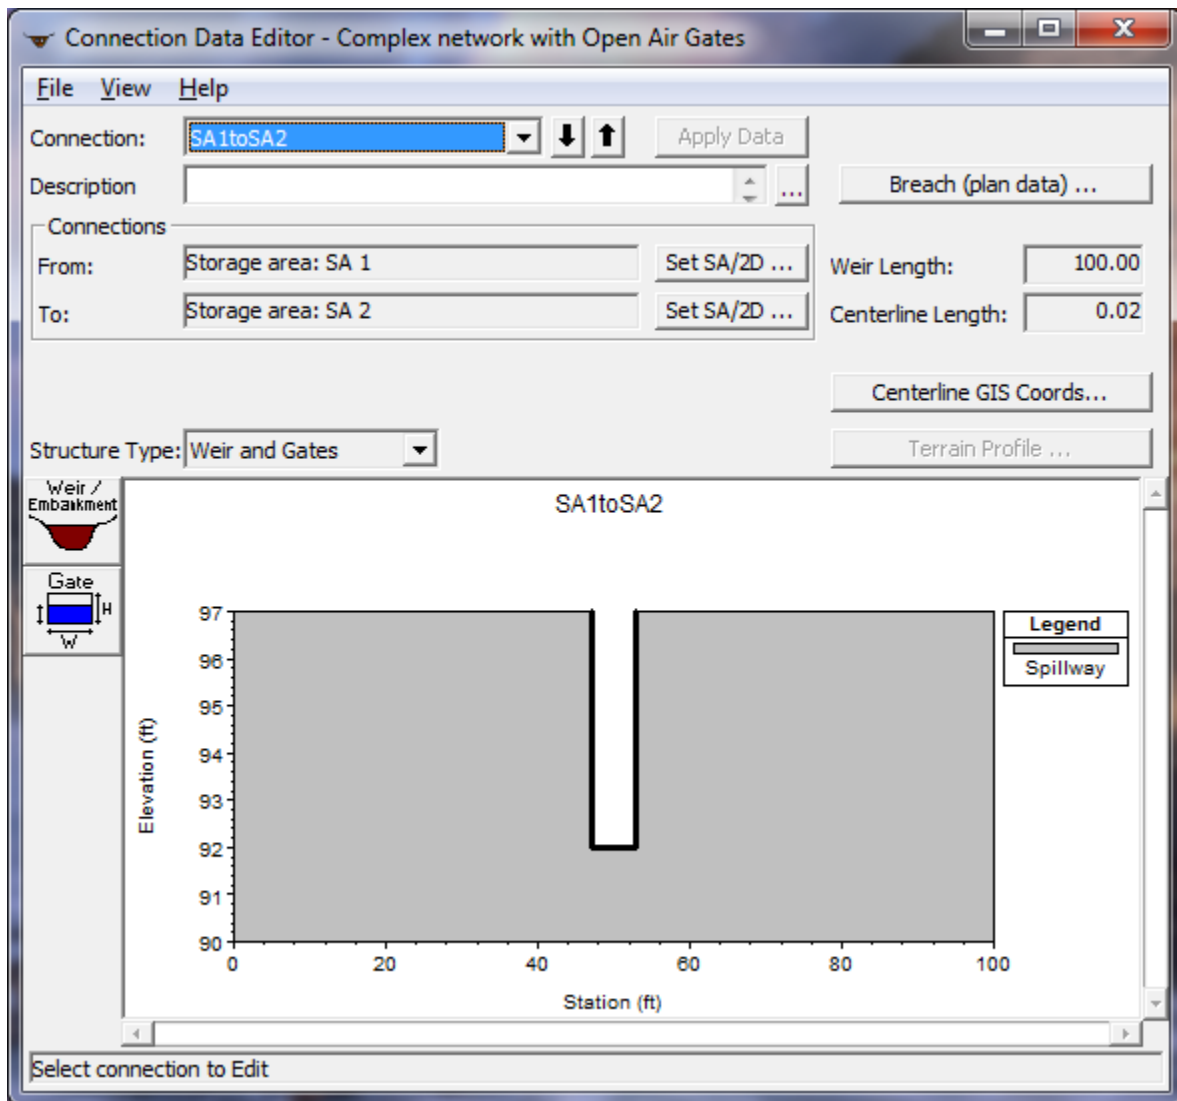 Connection Data Editor - Complex network with Open Air Gates
File View Help
Connection: SA1toSA2 Apply Data
Description ... Breach (plan data) ...
Connections
From: Storage area: SA 1 Set SA/2D ... Weir Length: 100.00
To: Storage area: SA 2 Set SA/2D ... Centerline Length: 0.02
Centerline GIS Coords...
Structure Type: Weir and Gates Terrain Profile ...
Weir /
Embankment
Gate
H
W
SA1toSA2
97
96
95
94
93
92
91
90
Elevation (ft)
0 20 40 60 80 100
Station (ft)
Legend
Spillway
Select connection to Edit